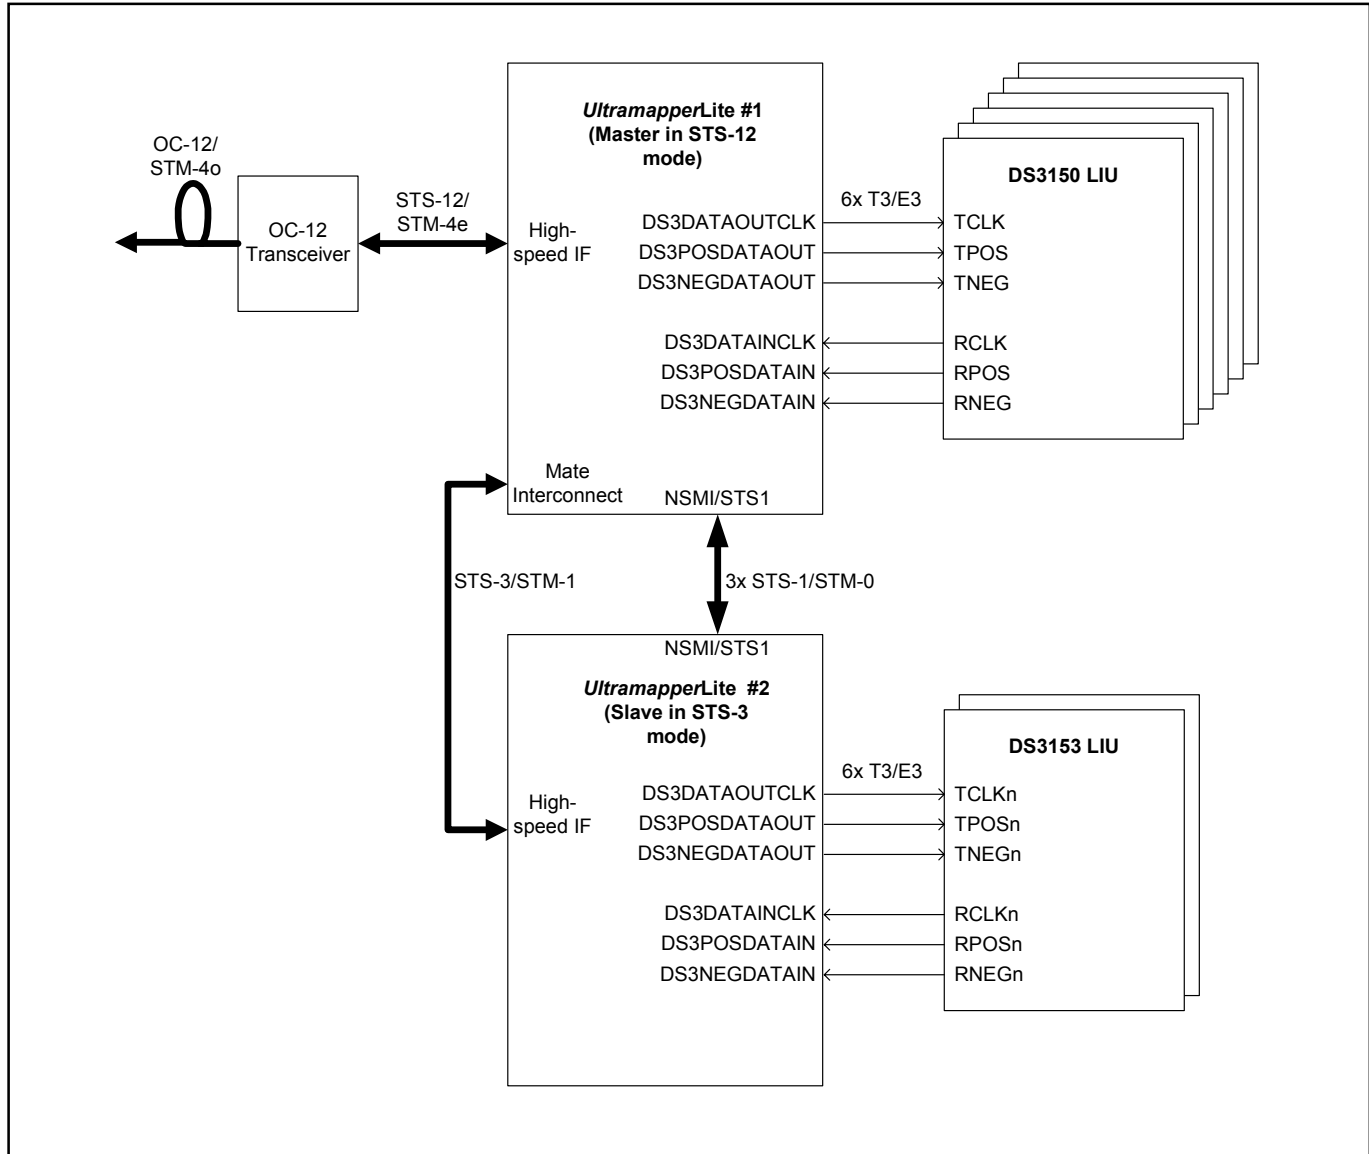 OC-12/
STM-4o
OC-12
Transceiver
STS-12/
STM-4e
UltramapperLite #1
(Master in STS-12
mode)
High-
speed IF
DS3DATAOUTCLK
DS3POSDATAOUT
DS3NEGDATAOUT
DS3DATAINCLK
DS3POSDATAIN
DS3NEGDATAIN
Mate
Interconnect
NSMI/STS1
6x T3/E3
DS3150 LIU
TCLK
TPOS
TNEG
RCLK
RPOS
RNEG
STS-3/STM-1
3x STS-1/STM-0
NSMI/STS1
UltramapperLite #2
(Slave in STS-3
mode)
High-
speed IF
DS3DATAOUTCLK
DS3POSDATAOUT
DS3NEGDATAOUT
DS3DATAINCLK
DS3POSDATAIN
DS3NEGDATAIN
6x T3/E3
DS3153 LIU
TCLKn
TPOSn
TNEGn
RCLKn
RPOSn
RNEGn